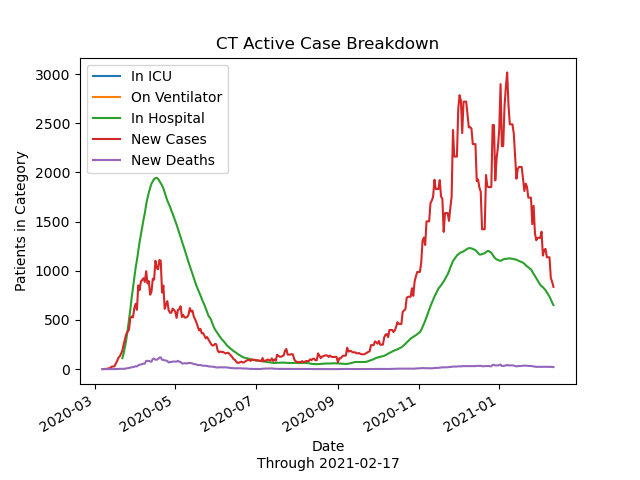 CT Active Case Breakdown
In ICU
On Ventilator
In Hospital
New Cases
New Deaths
Patients in Category
3000
2500
2000
1500
1000
500
0
2020-03
2020-05
2020-07
2020-09
2020-11
2021-01
Date
Through 2021-02-17